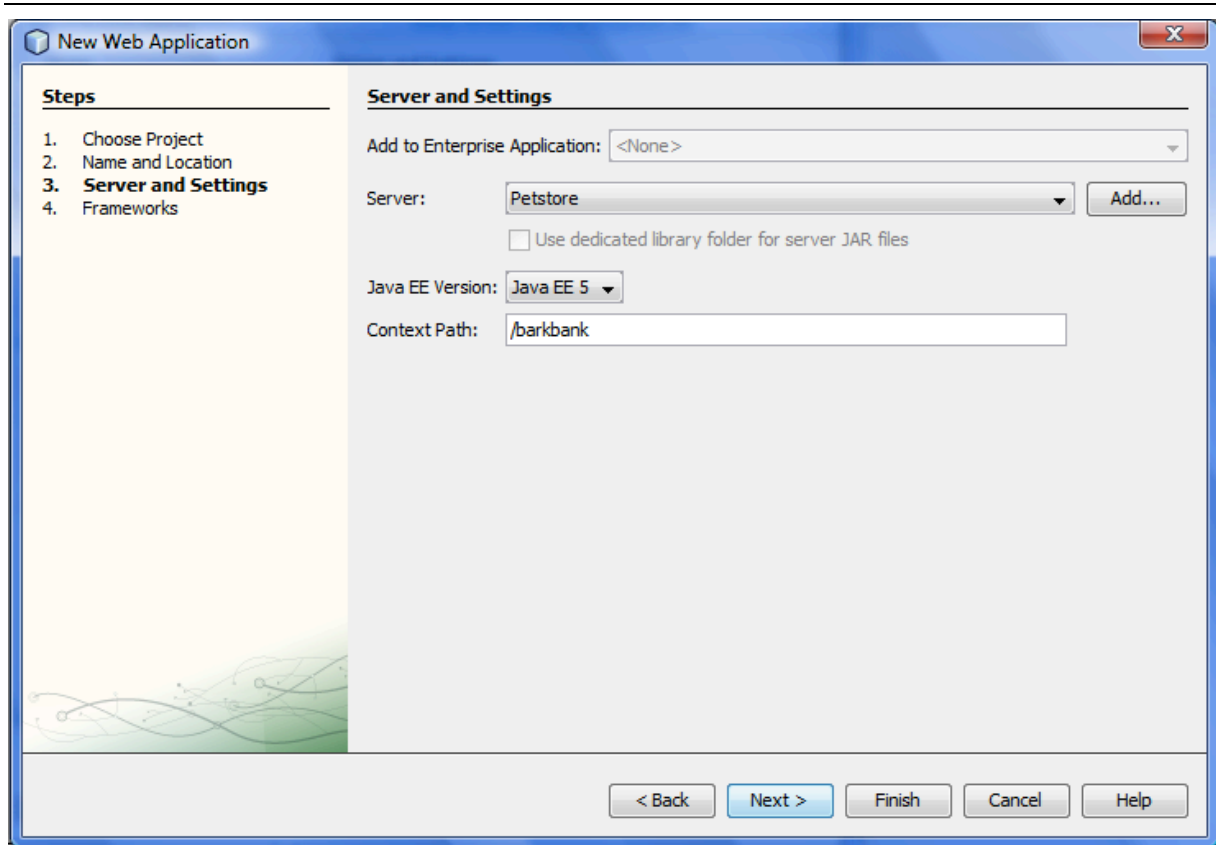 New Web Application
X
Steps
1. Choose Project
2. Name and Location
3. Server and Settings
4. Frameworks
Server and Settings
Add to Enterprise Application: <None>
Server: Petstore Add...
Use dedicated library folder for server JAR files
Java EE Version: Java EE 5
Context Path: /barkbank
< Back Next > Finish Cancel Help